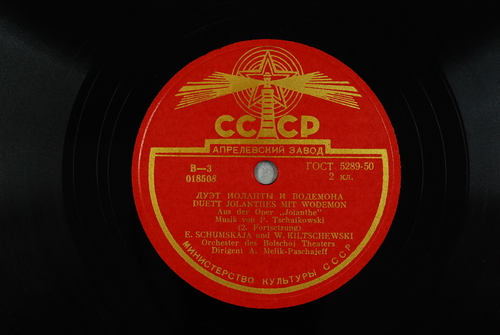 СССР
АПРЕЛЕВСКИЙ ЗАВОД
В—3
018508
ГОСТ 5289-50
2 кл.
ДУЭТ ИОЛАНТЫ И ВОДЕМОНА
DUETT JOLANTHES MIT WODEMON
Aus der Oper „Jolanthe"
Musik von P. Tschaikowski
(2. Fortsetzung)
E. SCHUMSKAJA und W. KILTSCHEWSKI
Orchester des Bolschoj Theaters
Dirigent A. Melik-Paschajeff
МИНИСТЕРСТВО КУЛЬТУРЫ СССР